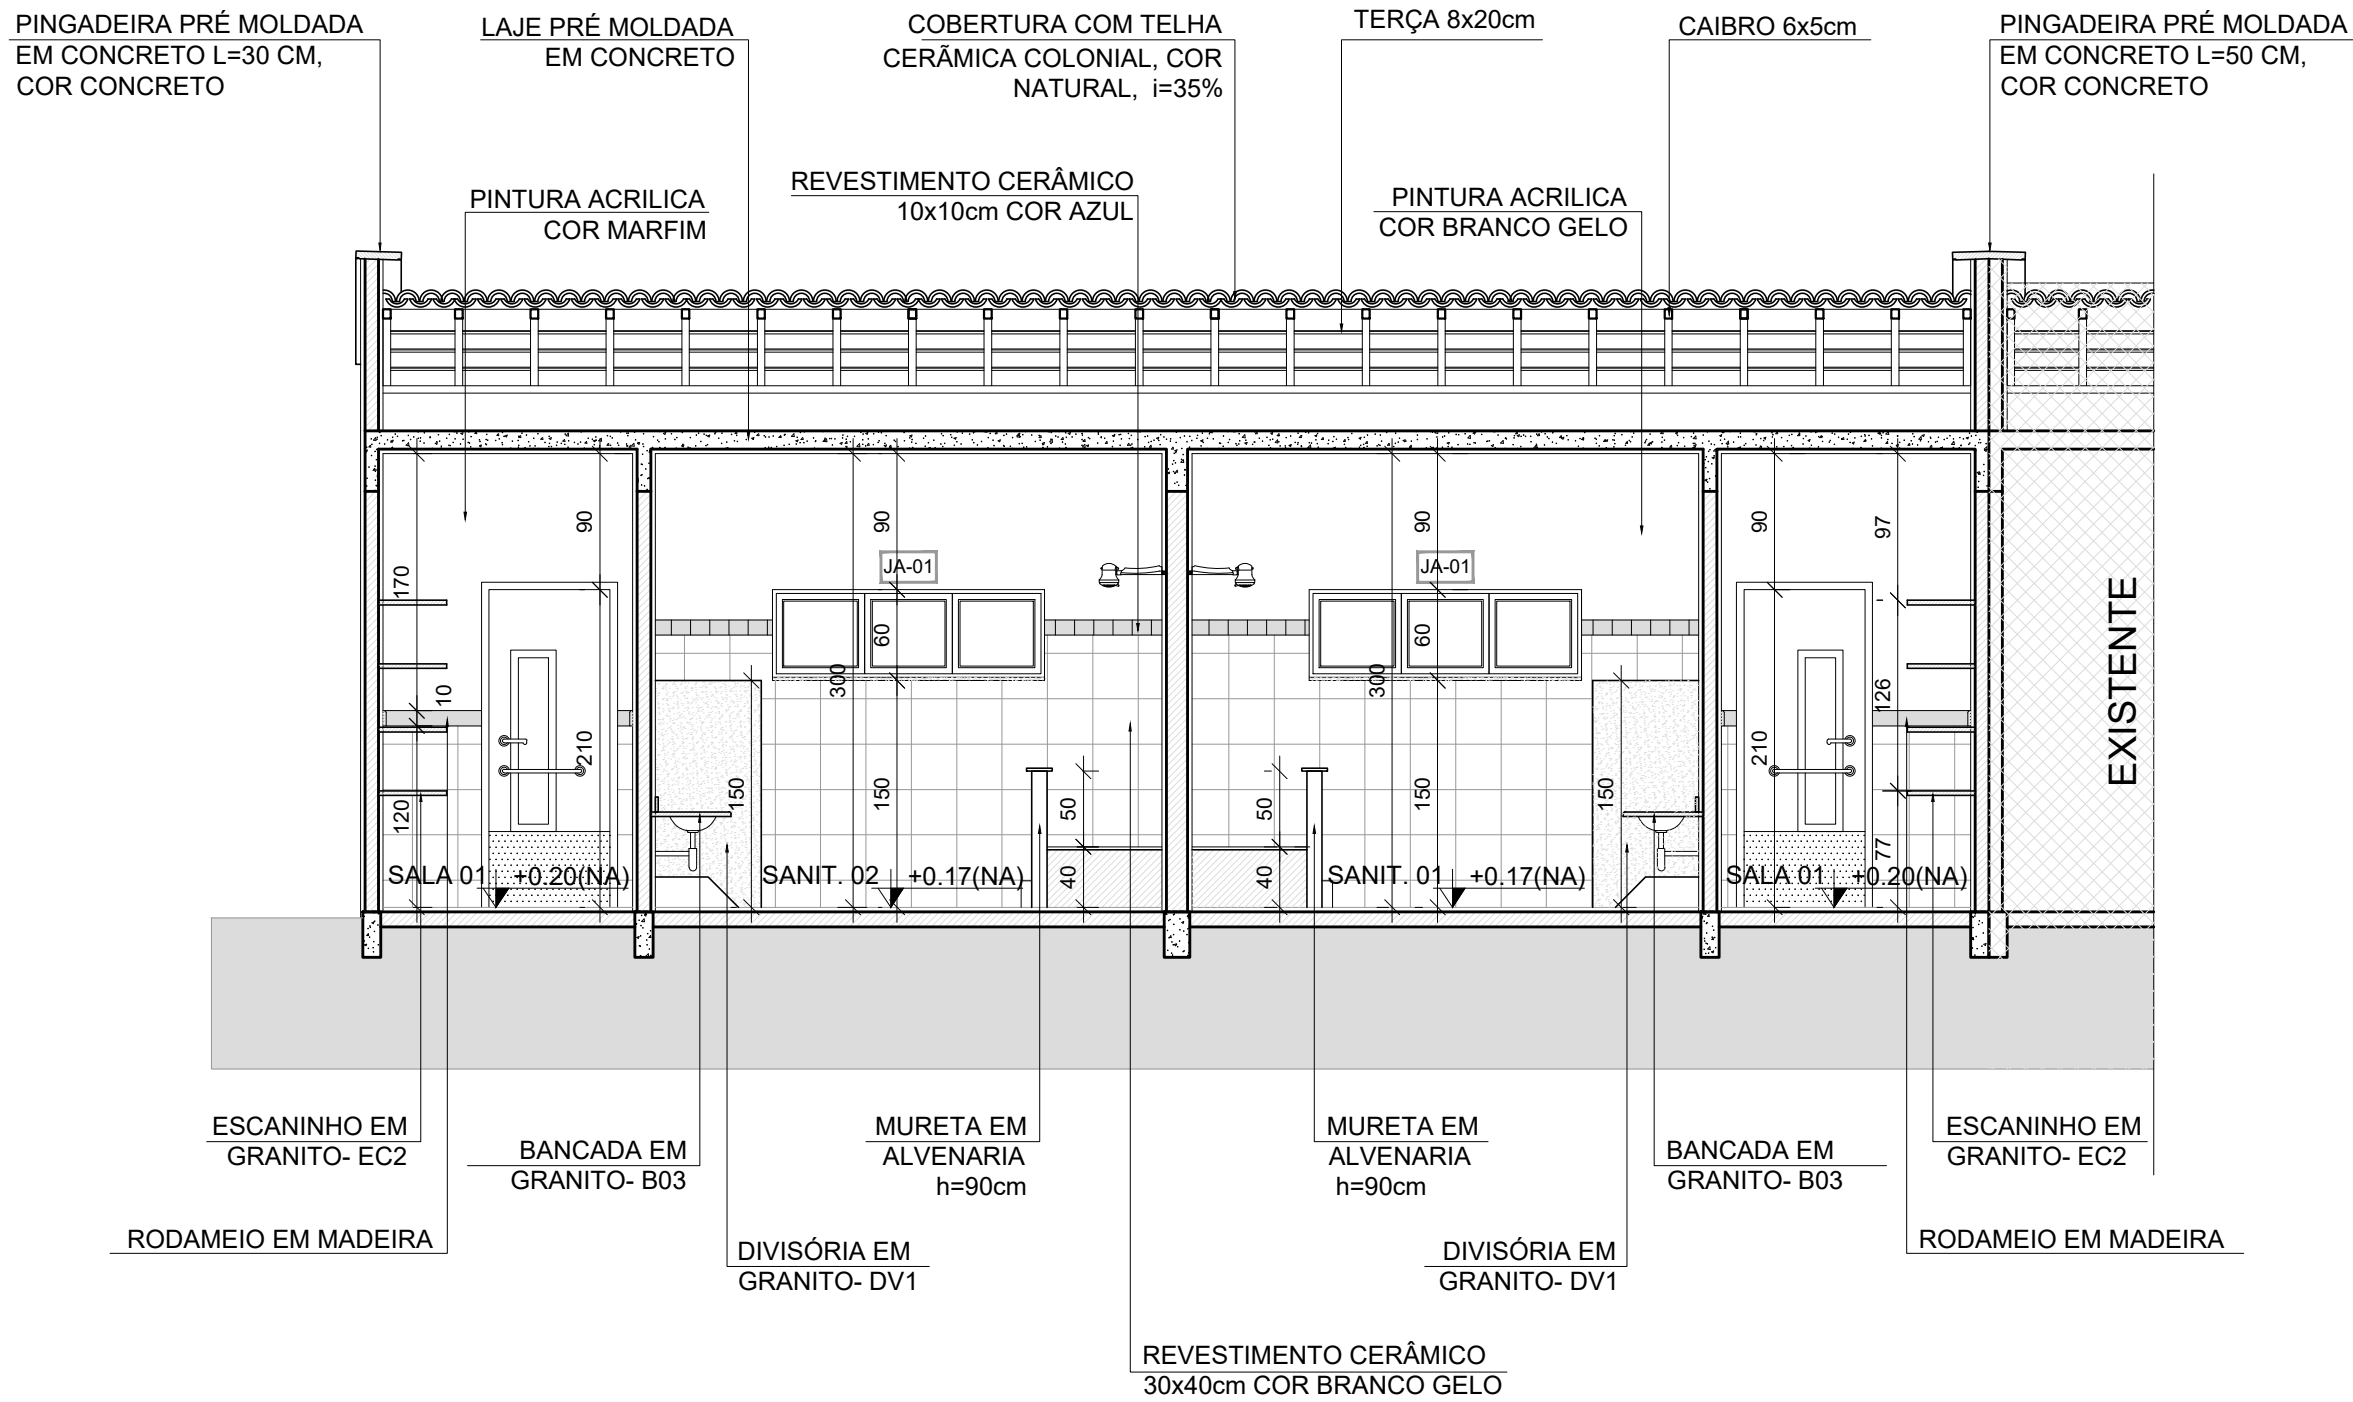 PINGADEIRA PRÉ MOLDADA
EM CONCRETO L=30 CM,
COR CONCRETO
LAJE PRÉ MOLDADA
EM CONCRETO
COBERTURA COM TELHA
CERÃMICA COLONIAL, COR
NATURAL, i=35%
TERÇA 8x20cm
CAIBRO 6x5cm
PINGADEIRA PRÉ MOLDADA
EM CONCRETO L=50 CM,
COR CONCRETO
PINTURA ACRILICA
COR MARFIM
REVESTIMENTO CERÂMICO
10x10cm COR AZUL
PINTURA ACRILICA
COR BRANCO GELO
170
10
120
90
210
SALA 01
+0.20(NA)
150
300
90
JA-01
60
150
SANIT. 02
+0.17(NA)
50
40
50
40
300
90
JA-01
60
150
SANIT. 01
+0.17(NA)
150
90
210
97
126
77
SALA 01
+0.20(NA)
EXISTENTE
ESCANINHO EM
GRANITO- EC2
BANCADA EM
GRANITO- B03
MURETA EM
ALVENARIA
h=90cm
MURETA EM
ALVENARIA
h=90cm
BANCADA EM
GRANITO- B03
ESCANINHO EM
GRANITO- EC2
RODAMEIO EM MADEIRA
DIVISÓRIA EM
GRANITO- DV1
DIVISÓRIA EM
GRANITO- DV1
RODAMEIO EM MADEIRA
REVESTIMENTO CERÂMICO
30x40cm COR BRANCO GELO